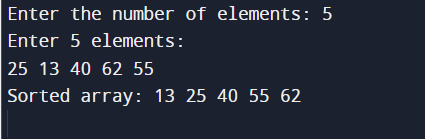 Enter the number of elements: 5
Enter 5 elements:
25 13 40 62 55
Sorted array: 13 25 40 55 62